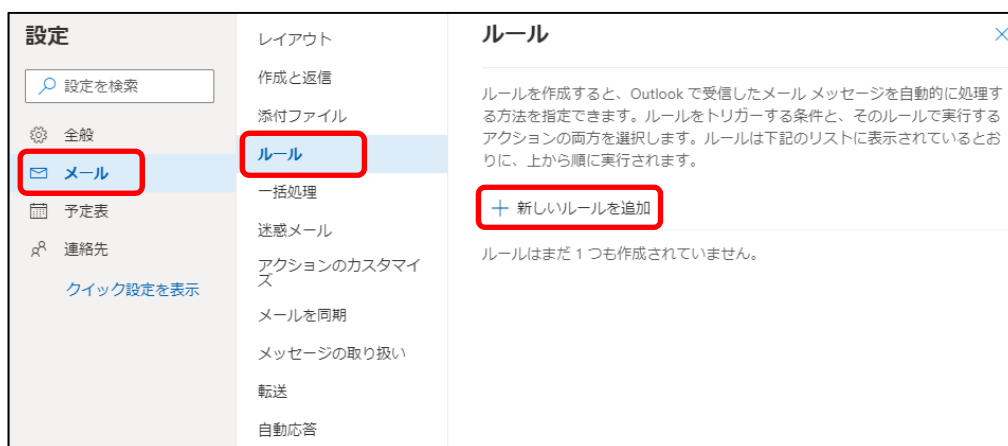 設定
設定を検索
全般
メール
予定表
連絡先
クイック設定を表示
レイアウト
作成と返信
添付ファイル
ルール
一括処理
迷惑メール
アクションのカスタマイ
ズ
メールを同期
メッセージの取り扱い
転送
自動応答
ルール
ルールを作成すると、Outlook で受信したメール メッセージを自動的に処理す
る方法を指定できます。ルールをトリガーする条件と、そのルールで実行する
アクションの両方を選択します。ルールは下記のリストに表示されているとお
りに、上から順に実行されます。
新しいルールを追加
ルールはまだ 1 つも作成されていません。